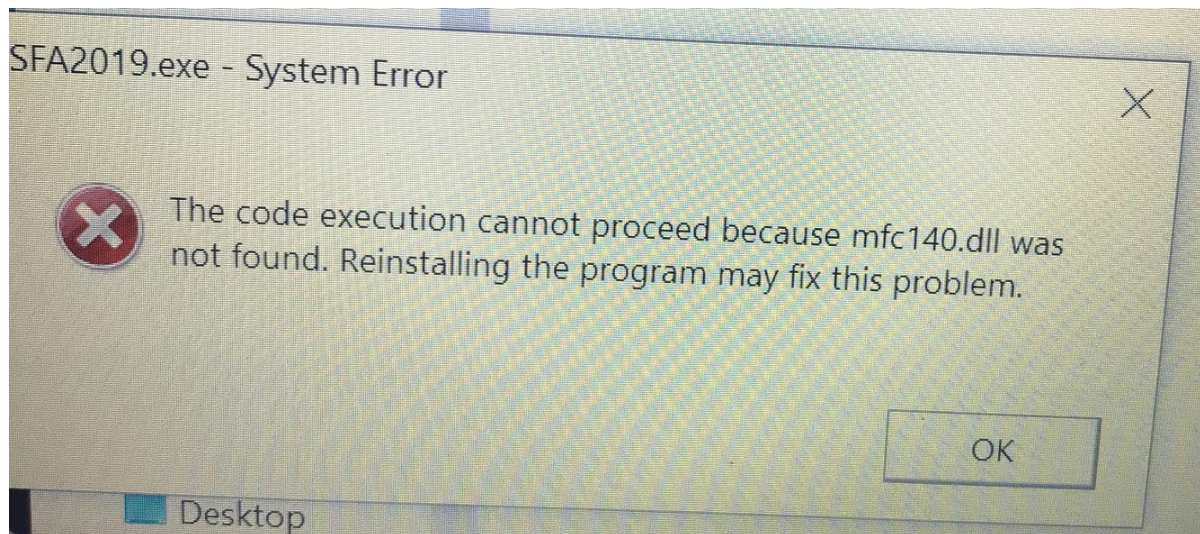 SFA2019.exe - System Error
The code execution cannot proceed because mfc140.dll was
not found. Reinstalling the program may fix this problem.
OK
Desktop